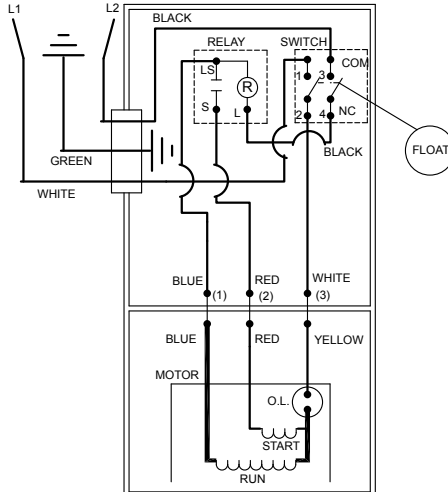 L1
L2
BLACK
RELAY
SWITCH
LS
COM
1
3
R
S
L
2
4
NC
BLACK
FLOAT
GREEN
WHITE
BLUE
RED
WHITE
(1)
(2)
(3)
BLUE
RED
YELLOW
MOTOR
O.L.
START
RUN